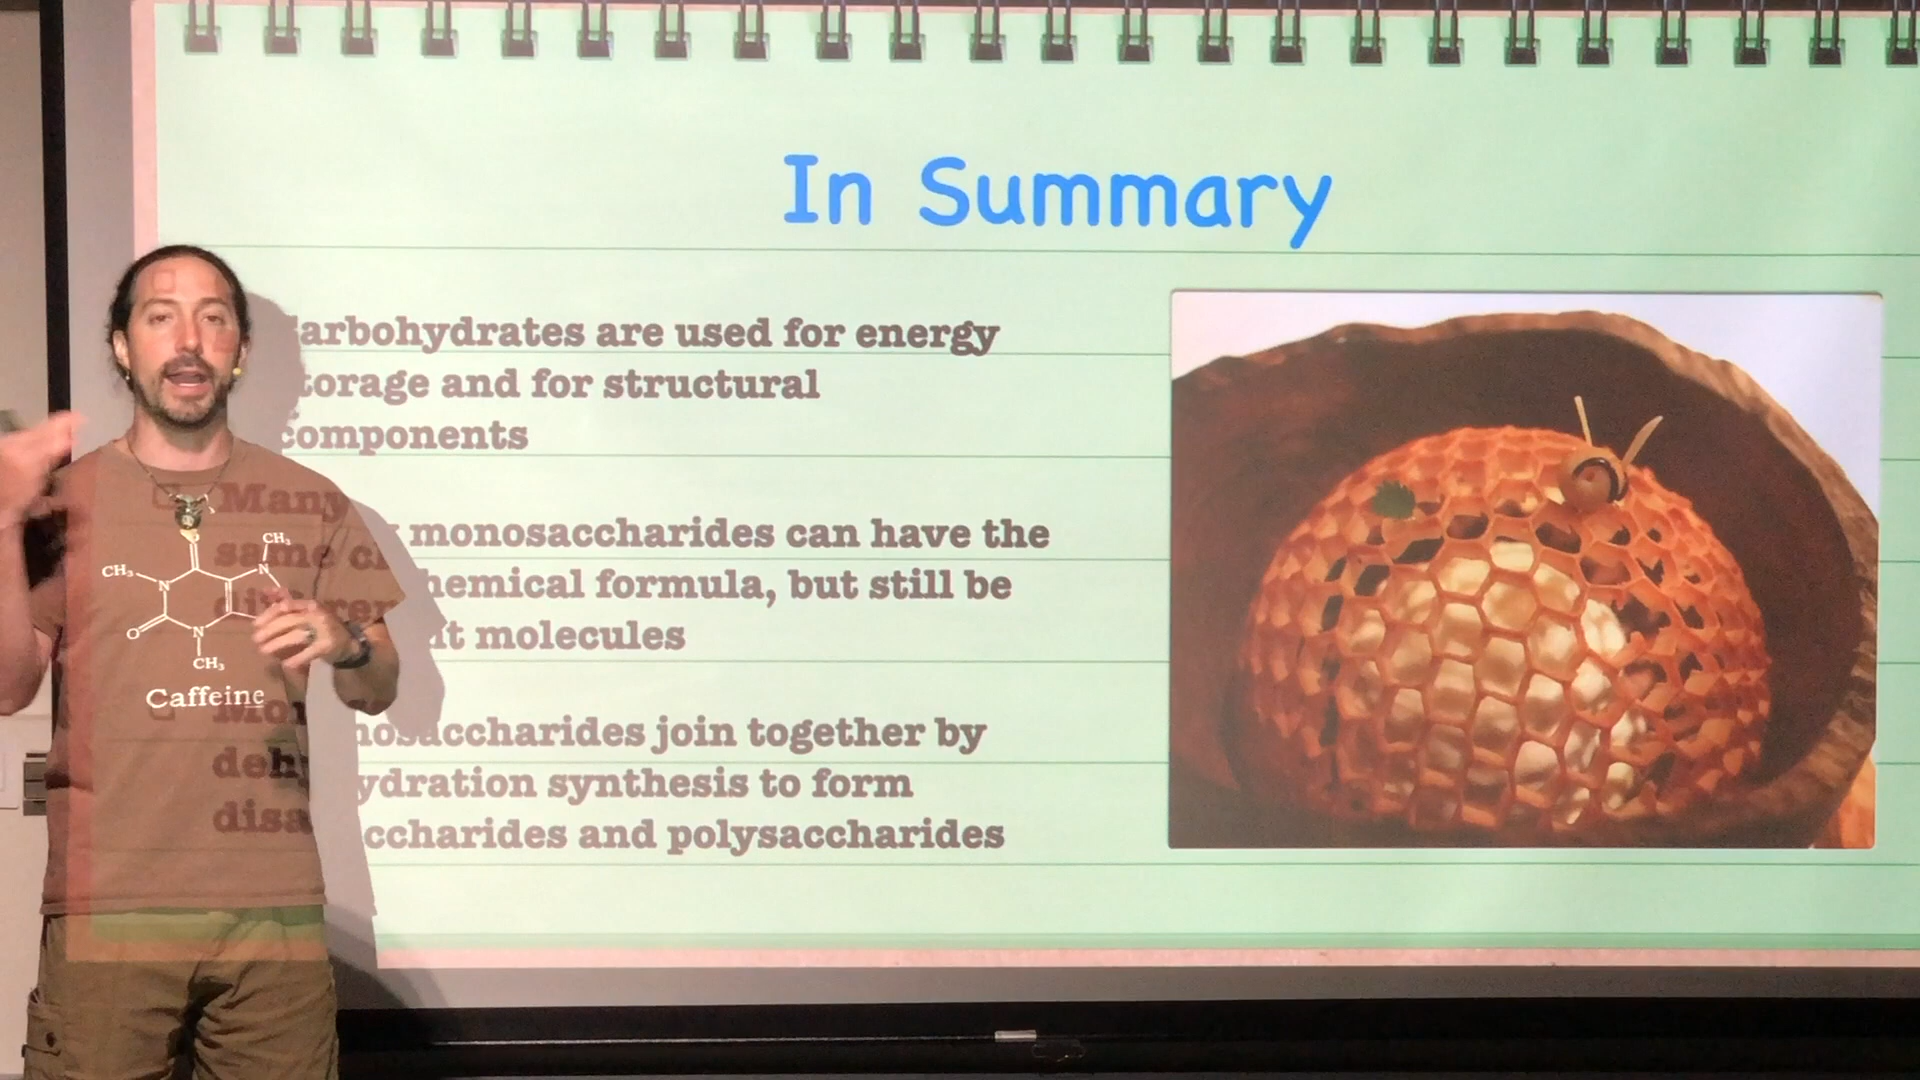 In Summary
Carbohydrates are used for energy
storage and for structural
components
Many monosaccharides can have the
same chemical formula, but still be
different molecules
Monosaccharides join together by
dehydration synthesis to form
disaccharides and polysaccharides
CH₃
CH₃
N
N
O
N
CH₃
Caffeine